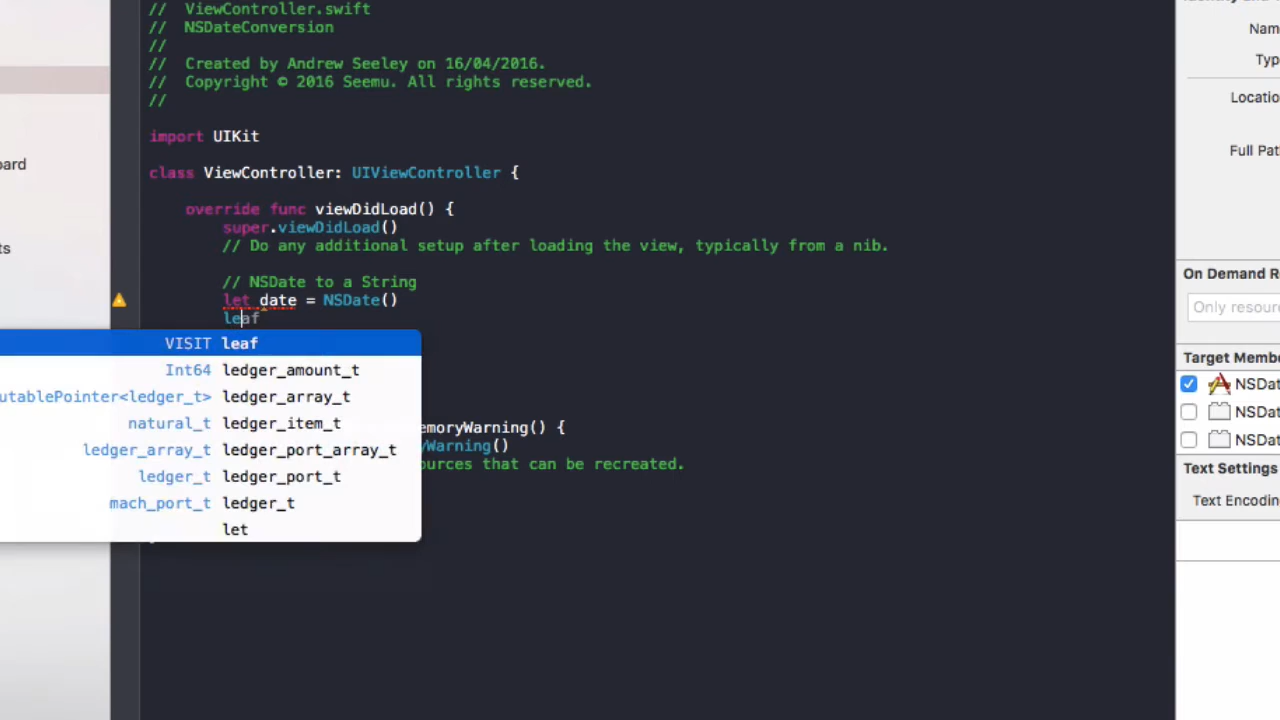 //  ViewController.swift
//  NSDateConversion
//
//  Created by Andrew Seeley on 16/04/2016.
//  Copyright © 2016 Seemu. All rights reserved.
//
import UIKit
class ViewController: UIViewController {
override func viewDidLoad() {
super.viewDidLoad()
// Do any additional setup after loading the view, typically from a nib.
// NSDate to a String
let date = NSDate()
leaf
VISIT leaf
Int64 ledger_amount_t
utablePointer<ledger_t> ledger_array_t
natural_t ledger_item_t
ledger_array_t ledger_port_array_t
ledger_t ledger_port_t
mach_port_t ledger_t
let
emoryWarning() {
yWarning()
ources that can be recreated.
oard
ts
Nam
Typ
Locatio
Full Pat
On Demand R
Only resour
Target Membe
NSDat
NSDat
NSDat
Text Settings
Text Encodin